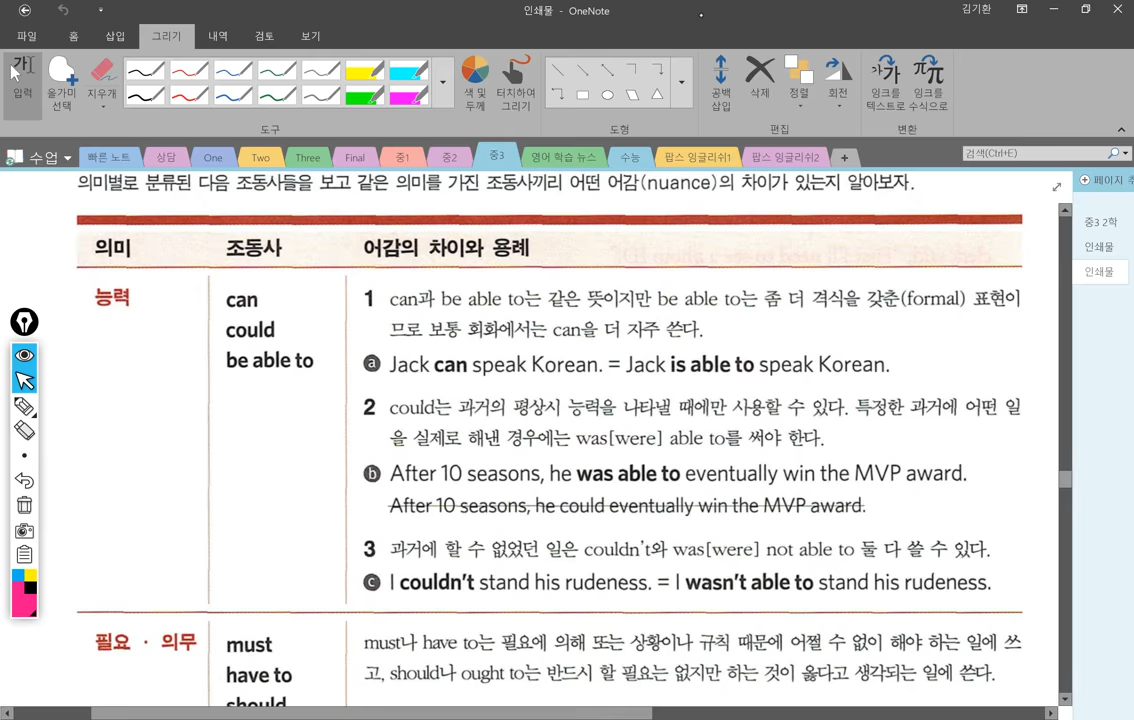 인쇄물 - OneNote
김기환
파일 홈 삽입 그리기 내역 검토 보기
입력
올가미 선택
지우개
색 및 두께
터치하여 그리기
공백 삽입
삭제
정렬
회전
잉크를 텍스트로
잉크를 수식으로
도구 도형 편집 변환
수업 빠른 노트 상담 One Two Three Final 중1 중2 중3 영어 학습 뉴스 수능 팝스 잉글리쉬1 팝스 잉글리쉬2 +
검색(Ctrl+E)
페이지 추
중3 2학
인쇄물
인쇄물
의미별로 분류된 다음 조동사들을 보고 같은 의미를 가진 조동사끼리 어떤 어감(nuance)의 차이가 있는지 알아보자.
의미 조동사 어감의 차이와 용례
능력
can
could
be able to
1 can과 be able to는 같은 뜻이지만 be able to는 좀 더 격식을 갖춘(formal) 표현이
므로 보통 회화에서는 can을 더 자주 쓴다.
ⓐ Jack can speak Korean. = Jack is able to speak Korean.
2 could는 과거의 평상시 능력을 나타낼 때에만 사용할 수 있다. 특정한 과거에 어떤 일
을 실제로 해낸 경우에는 was[were] able to를 써야 한다.
ⓑ After 10 seasons, he was able to eventually win the MVP award.
After 10 seasons, he could eventually win the MVP award.
3 과거에 할 수 없었던 일은 couldn't와 was[were] not able to 둘 다 쓸 수 있다.
ⓒ I couldn't stand his rudeness. = I wasn't able to stand his rudeness.
필요 · 의무
must
have to
should
must나 have to는 필요에 의해 또는 상황이나 규칙 때문에 어쩔 수 없이 해야 하는 일에 쓰
고, should나 ought to는 반드시 할 필요는 없지만 하는 것이 옳다고 생각되는 일에 쓴다.